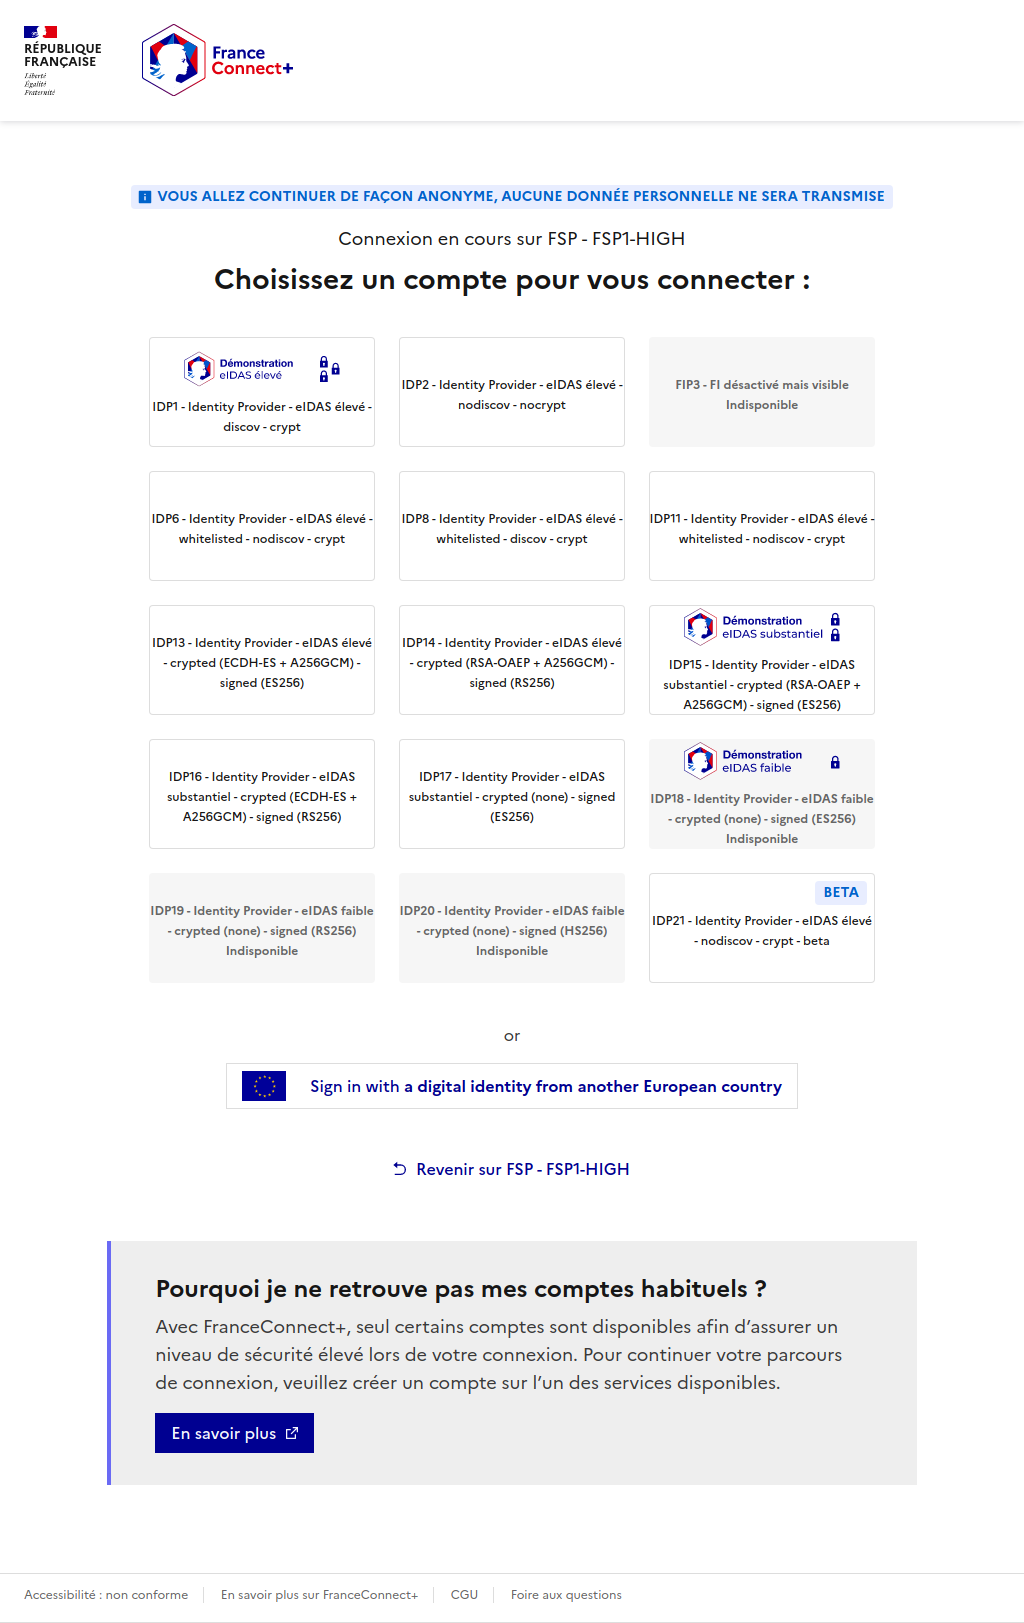 RÉPUBLIQUE
FRANÇAISE
Liberté
Égalité
Fraternité
France
Connect+
VOUS ALLEZ CONTINUER DE FAÇON ANONYME, AUCUNE DONNÉE PERSONNELLE NE SERA TRANSMISE
Connexion en cours sur FSP - FSP1-HIGH
Choisissez un compte pour vous connecter :
Démonstration
eIDAS élevé
IDP1 - Identity Provider - eIDAS élevé -
discov - crypt
IDP2 - Identity Provider - eIDAS élevé -
nodiscov - nocrypt
FIP3 - FI désactivé mais visible
Indisponible
IDP6 - Identity Provider - eIDAS élevé -
whitelisted - nodiscov - crypt
IDP8 - Identity Provider - eIDAS élevé -
whitelisted - discov - crypt
IDP11 - Identity Provider - eIDAS élevé -
whitelisted - nodiscov - crypt
IDP13 - Identity Provider - eIDAS élevé
- crypted (ECDH-ES + A256GCM) -
signed (ES256)
IDP14 - Identity Provider - eIDAS élevé
- crypted (RSA-OAEP + A256GCM) -
signed (RS256)
Démonstration
eIDAS substantiel
IDP15 - Identity Provider - eIDAS
substantiel - crypted (RSA-OAEP +
A256GCM) - signed (ES256)
IDP16 - Identity Provider - eIDAS
substantiel - crypted (ECDH-ES +
A256GCM) - signed (RS256)
IDP17 - Identity Provider - eIDAS
substantiel - crypted (none) - signed
(ES256)
Démonstration
eIDAS faible
IDP18 - Identity Provider - eIDAS faible
- crypted (none) - signed (ES256)
Indisponible
IDP19 - Identity Provider - eIDAS faible
- crypted (none) - signed (RS256)
Indisponible
IDP20 - Identity Provider - eIDAS faible
- crypted (none) - signed (HS256)
Indisponible
BETA
IDP21 - Identity Provider - eIDAS élevé
- nodiscov - crypt - beta
or
Sign in with a digital identity from another European country
Revenir sur FSP - FSP1-HIGH
Pourquoi je ne retrouve pas mes comptes habituels ?
Avec FranceConnect+, seul certains comptes sont disponibles afin d’assurer un
niveau de sécurité élevé lors de votre connexion. Pour continuer votre parcours
de connexion, veuillez créer un compte sur l’un des services disponibles.
En savoir plus
Accessibilité : non conforme
En savoir plus sur FranceConnect+
CGU
Foire aux questions